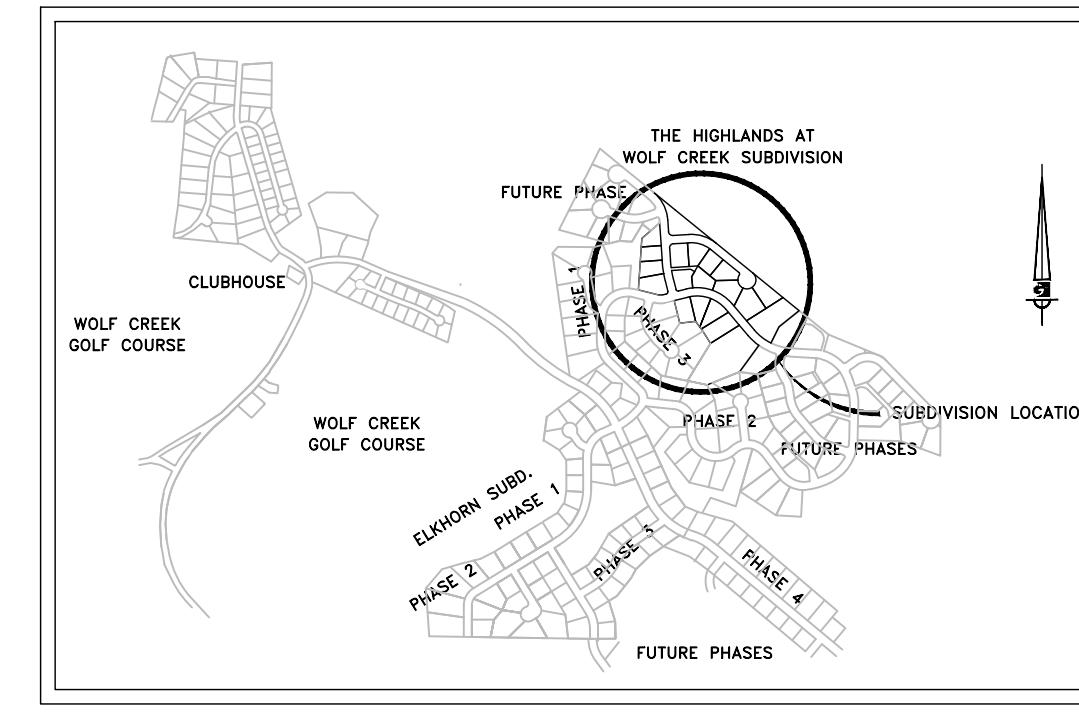 THE HIGHLANDS AT
WOLF CREEK SUBDIVISION
FUTURE PHASE
PHASE 1
CLUBHOUSE
WOLF CREEK
GOLF COURSE
PHASE 3
WOLF CREEK
GOLF COURSE
PHASE 2
SUBDIVISION LOCATIO
FUTURE PHASES
ELKHORN SUBD.
PHASE 1
PHASE 2
PHASE 3
PHASE 4
FUTURE PHASES